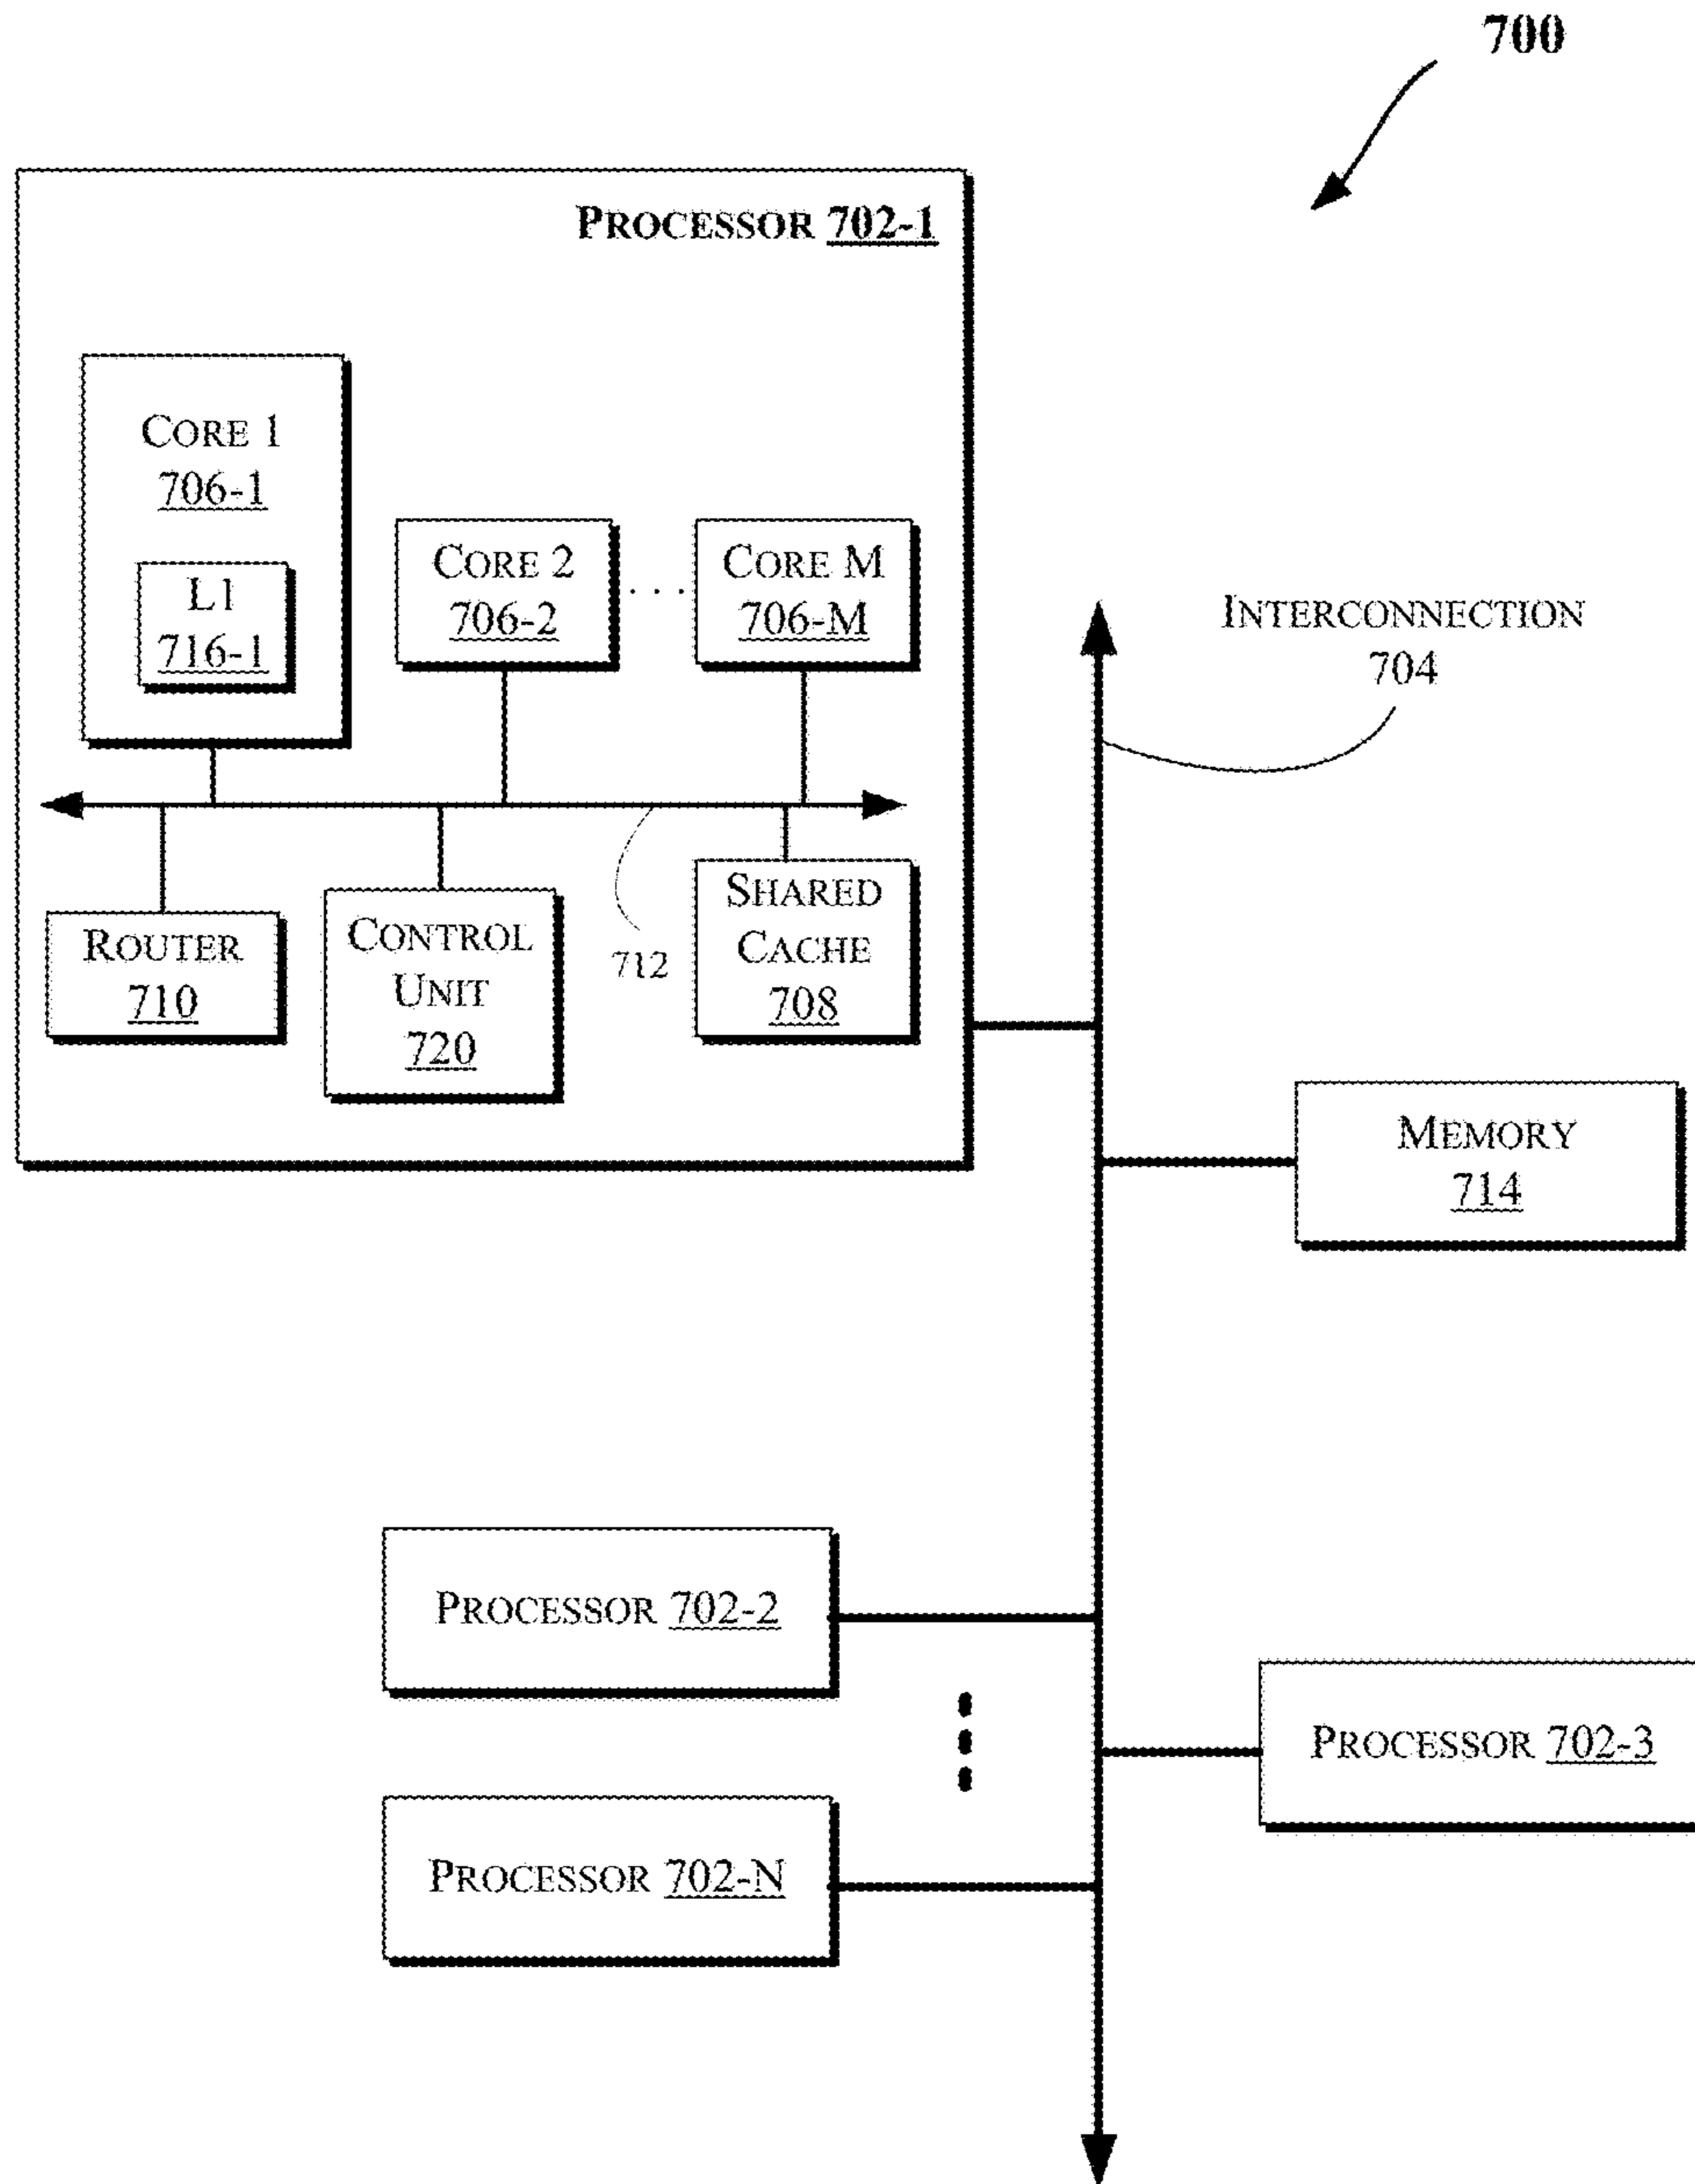 700
PROCESSOR 702-1
CORE 1
706-1
L1
716-1
CORE 2
706-2
. . .
CORE M
706-M
INTERCONNECTION
704
ROUTER
710
CONTROL
UNIT
720
712
SHARED
CACHE
708
MEMORY
714
PROCESSOR 702-2
PROCESSOR 702-3
PROCESSOR 702-N